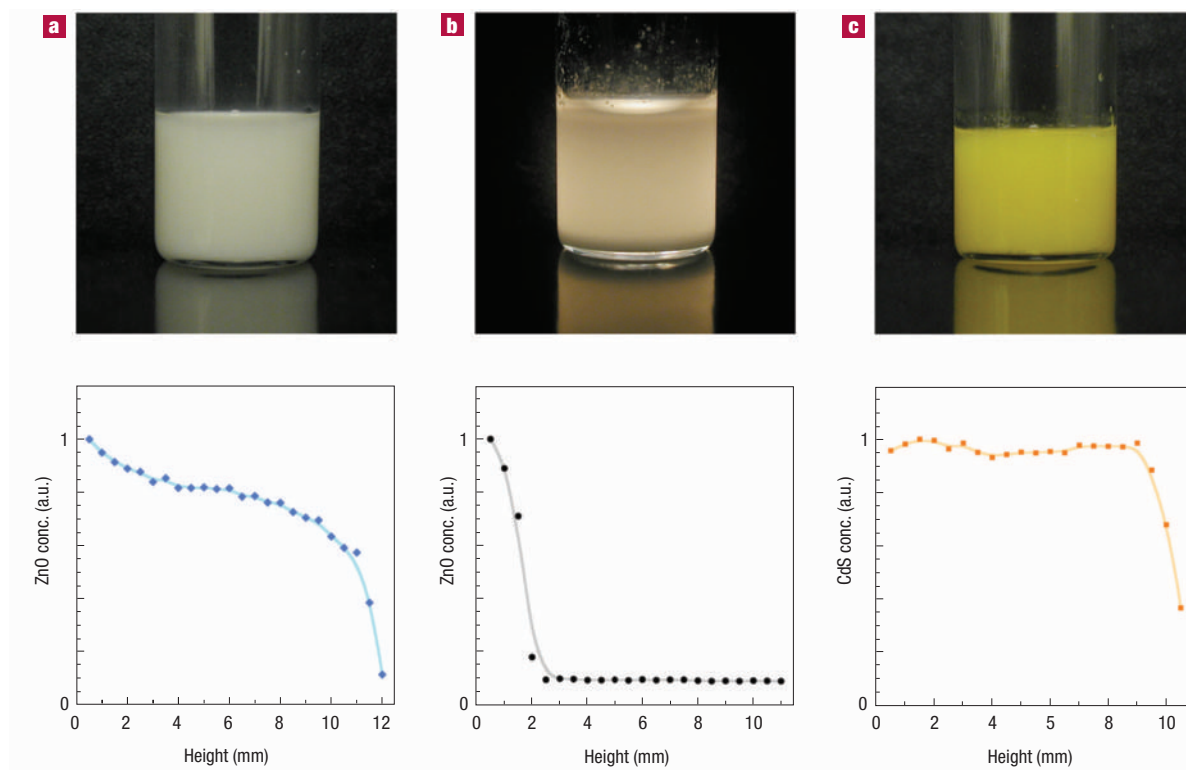 a
b
c
ZnO conc. (a.u.)
1
0
0 2 4 6 8 10 12
Height (mm)
ZnO conc. (a.u.)
1
0
0 2 4 6 8 10
Height (mm)
CdS conc. (a.u.)
1
0
0 2 4 5 8 10
Height (mm)